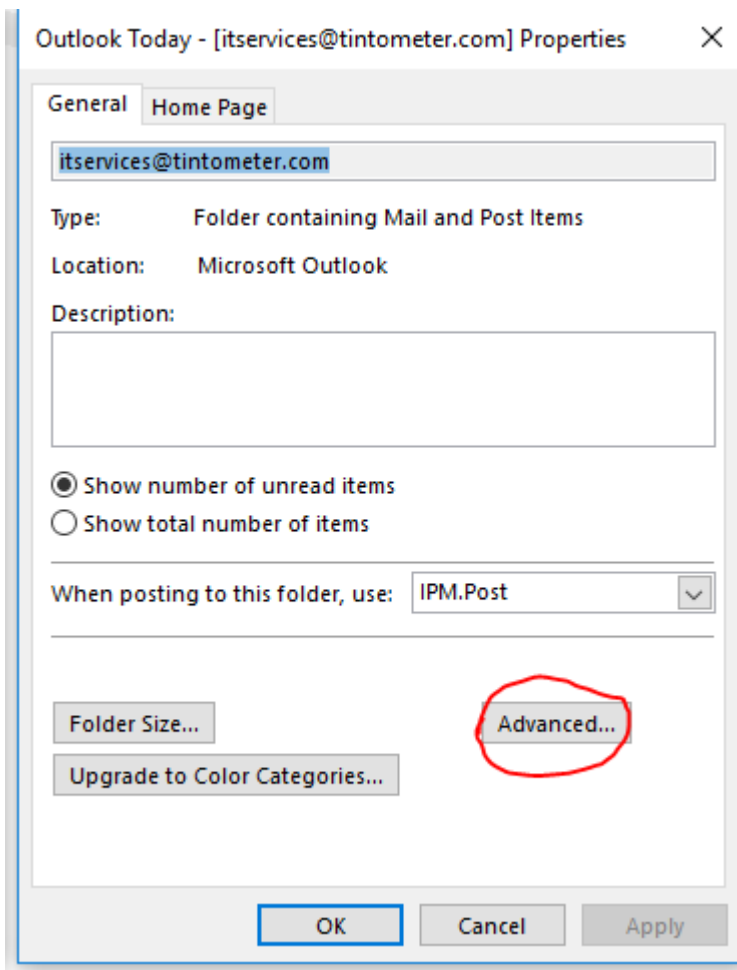 Outlook Today - [itservices@tintometer.com] Properties
General Home Page
itservices@tintometer.com
Type: Folder containing Mail and Post Items
Location: Microsoft Outlook
Description:
Show number of unread items
Show total number of items
When posting to this folder, use: IPM.Post
Folder Size... Advanced...
Upgrade to Color Categories...
OK Cancel Apply